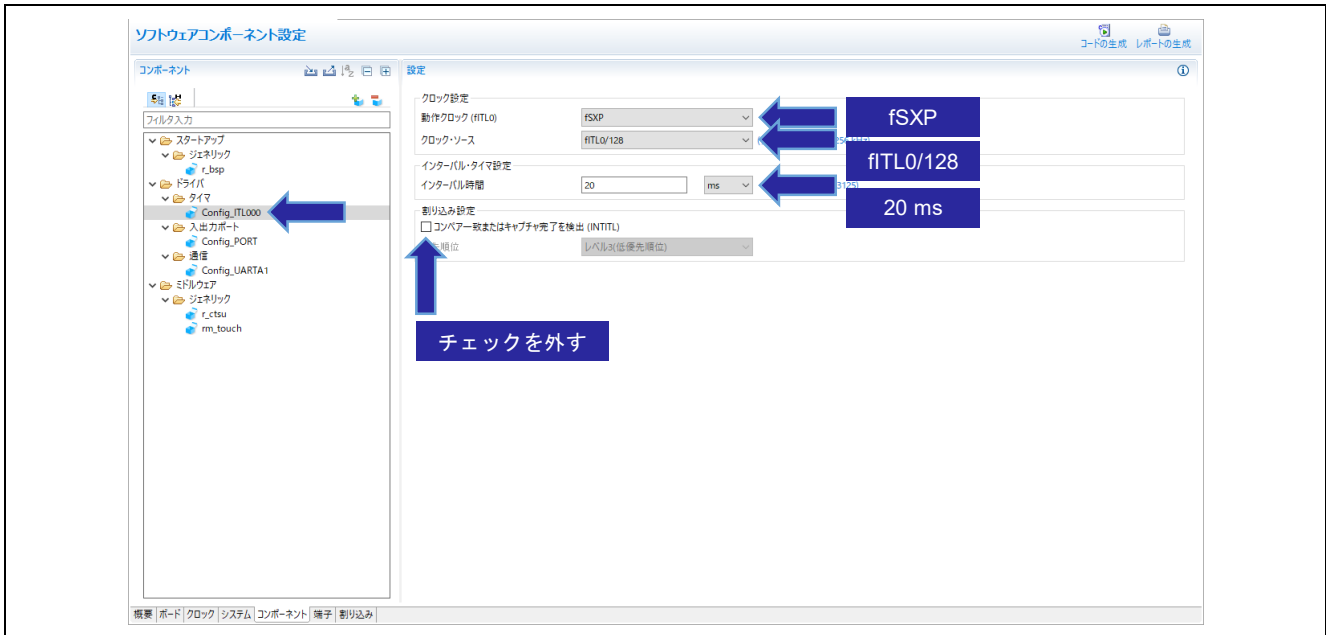 ソフトウェアコンポーネント設定
コードの生成 レポートの生成
コンポーネント
設定
フィルタ入力
スタートアップ
ジェネリック
r_bsp
ドライバ
タイマ
Config_ITL000
入出力ポート
Config_PORT
通信
Config_UARTA1
ミドルウェア
ジェネリック
r_ctsu
rm_touch
クロック設定
動作クロック (fITL0) fSXP
クロック・ソース fITL0/128
インターバル・タイマ設定
インターバル時間 20 ms 3125)
割り込み設定
コンペアー致またはキャプチャ完了を検出 (INTITL)
順位 レベル3(低優先順位)
fSXP
fITL0/128
20 ms
チェックを外す
概要 ボード クロック システム コンポーネント 端子 割り込み